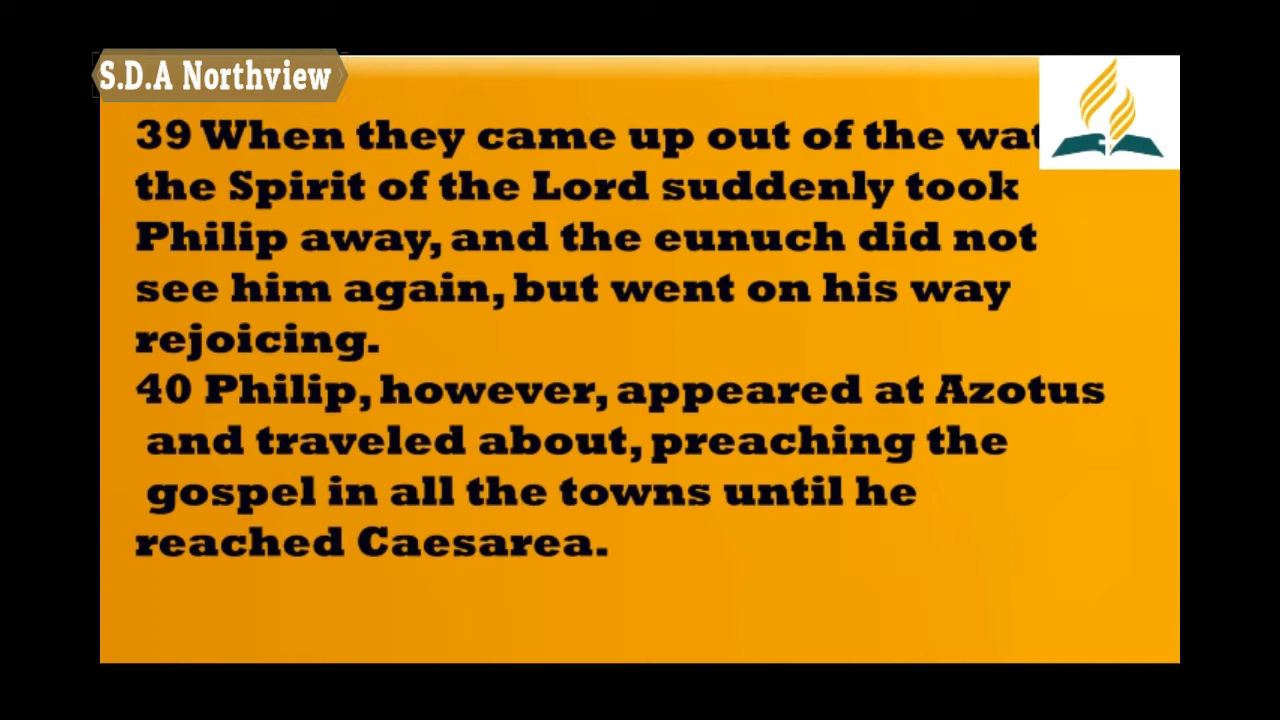 S.D.A Northview
39 When they came up out of the
the Spirit of the Lord suddenly took
Philip away, and the eunuch did not
see him again, but went on his way
rejoicing.
40 Philip, however, appeared at Azotus
and traveled about, preaching the
gospel in all the towns until he
reached Caesarea.